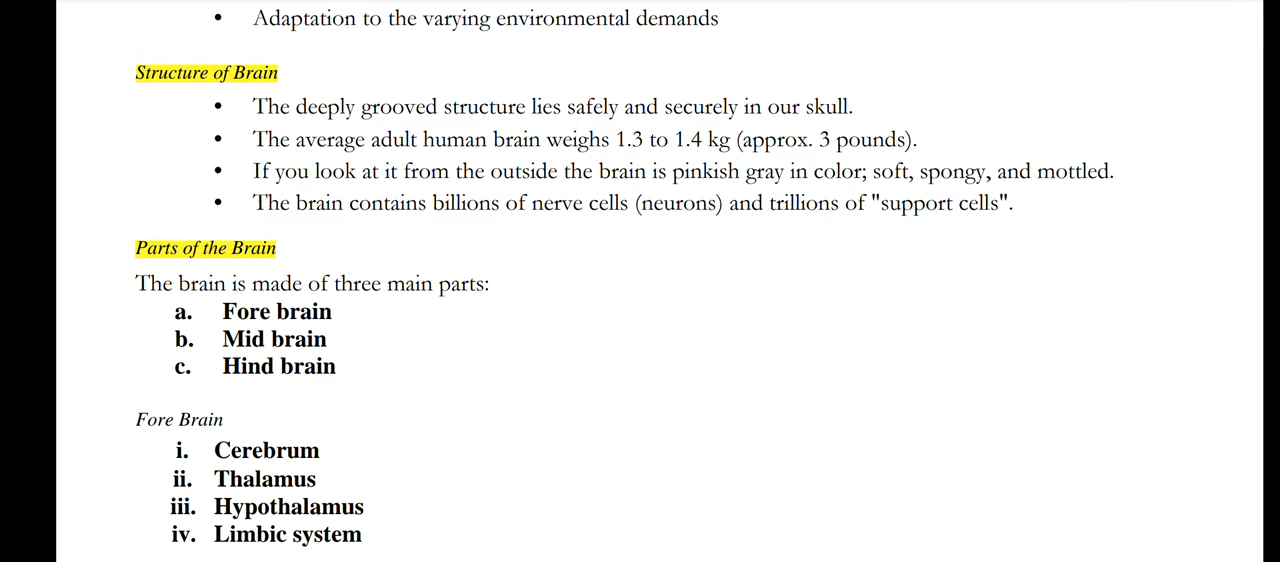 • Adaptation to the varying environmental demands
Structure of Brain
• The deeply grooved structure lies safely and securely in our skull.
• The average adult human brain weighs 1.3 to 1.4 kg (approx. 3 pounds).
• If you look at it from the outside the brain is pinkish gray in color; soft, spongy, and mottled.
• The brain contains billions of nerve cells (neurons) and trillions of "support cells".
Parts of the Brain
The brain is made of three main parts:
a. Fore brain
b. Mid brain
c. Hind brain
Fore Brain
i. Cerebrum
ii. Thalamus
iii. Hypothalamus
iv. Limbic system